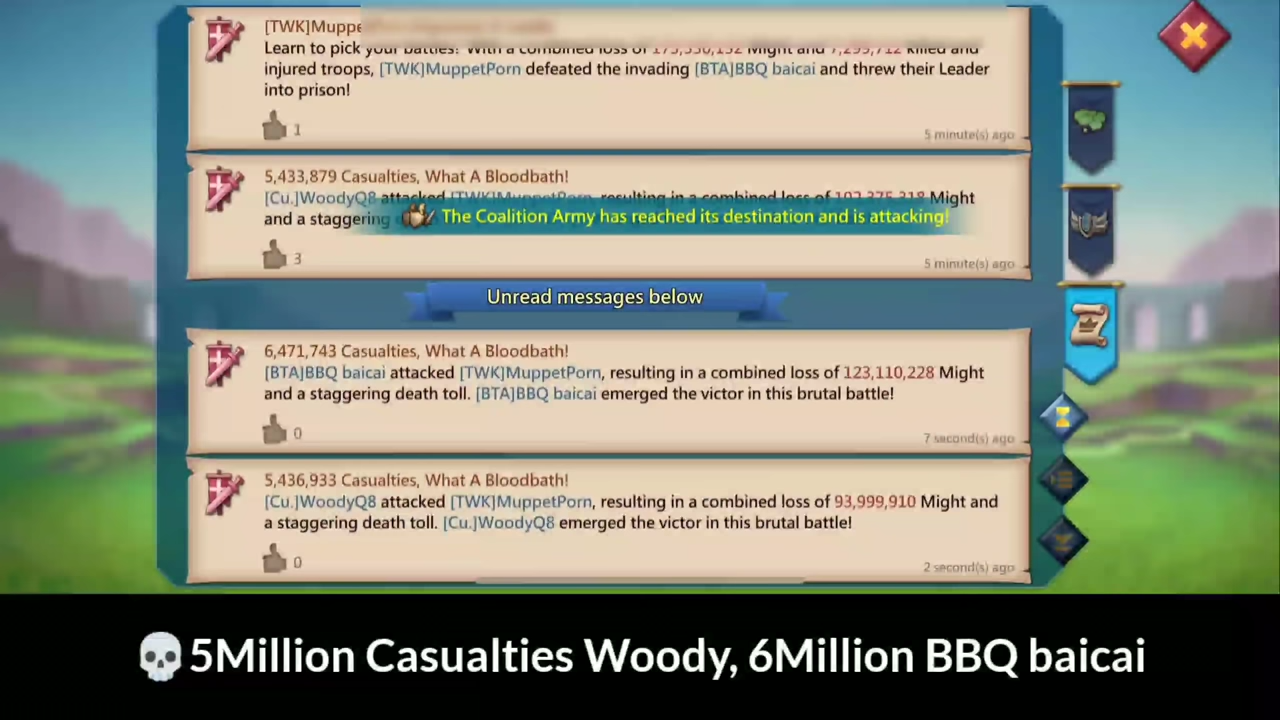 [TWK]Muppe
Learn to pick your battles! With a combined loss of Might and killed and
injured troops, [TWK]MuppetPorn defeated the invading [BTA]BBQ baicai and threw their Leader
into prison!
1
5 minute(s) ago
5,433,879 Casualties, What A Bloodbath!
[Cu.]WoodyQ8 attacked [TWK]MuppetPorn, resulting in a combined loss of Might
and a staggering
The Coalition Army has reached its destination and is attacking!
3
5 minute(s) ago
Unread messages below
6,471,743 Casualties, What A Bloodbath!
[BTA]BBQ baicai attacked [TWK]MuppetPorn, resulting in a combined loss of 123,110,228 Might
and a staggering death toll. [BTA]BBQ baicai emerged the victor in this brutal battle!
0
7 second(s) ago
5,436,933 Casualties, What A Bloodbath!
[Cu.]WoodyQ8 attacked [TWK]MuppetPorn, resulting in a combined loss of 93,999,910 Might and
a staggering death toll. [Cu.]WoodyQ8 emerged the victor in this brutal battle!
0
2 second(s) ago
💀5Million Casualties Woody, 6Million BBQ baicai